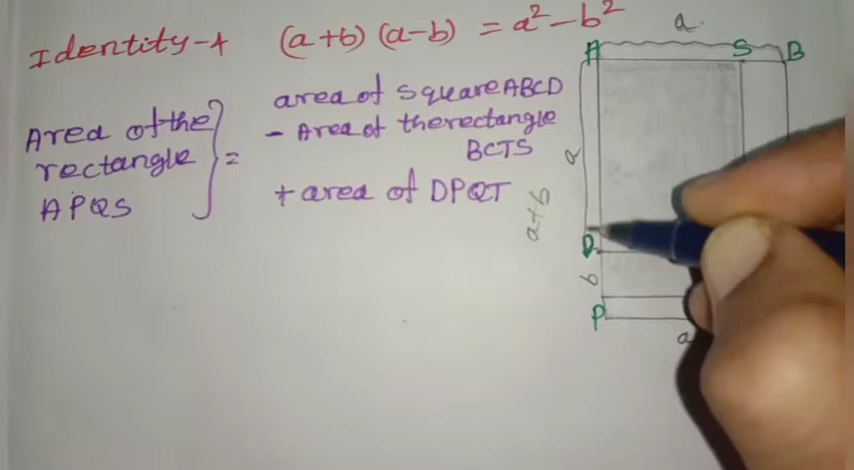 Identity-4 (a+b) (a-b) = a² - b²
Area of the rectangle APQS } =
area of square ABCD
- Area of the rectangle
BCTS
+ area of DPQT
a
A S B
a
a+b
D
b
P
a